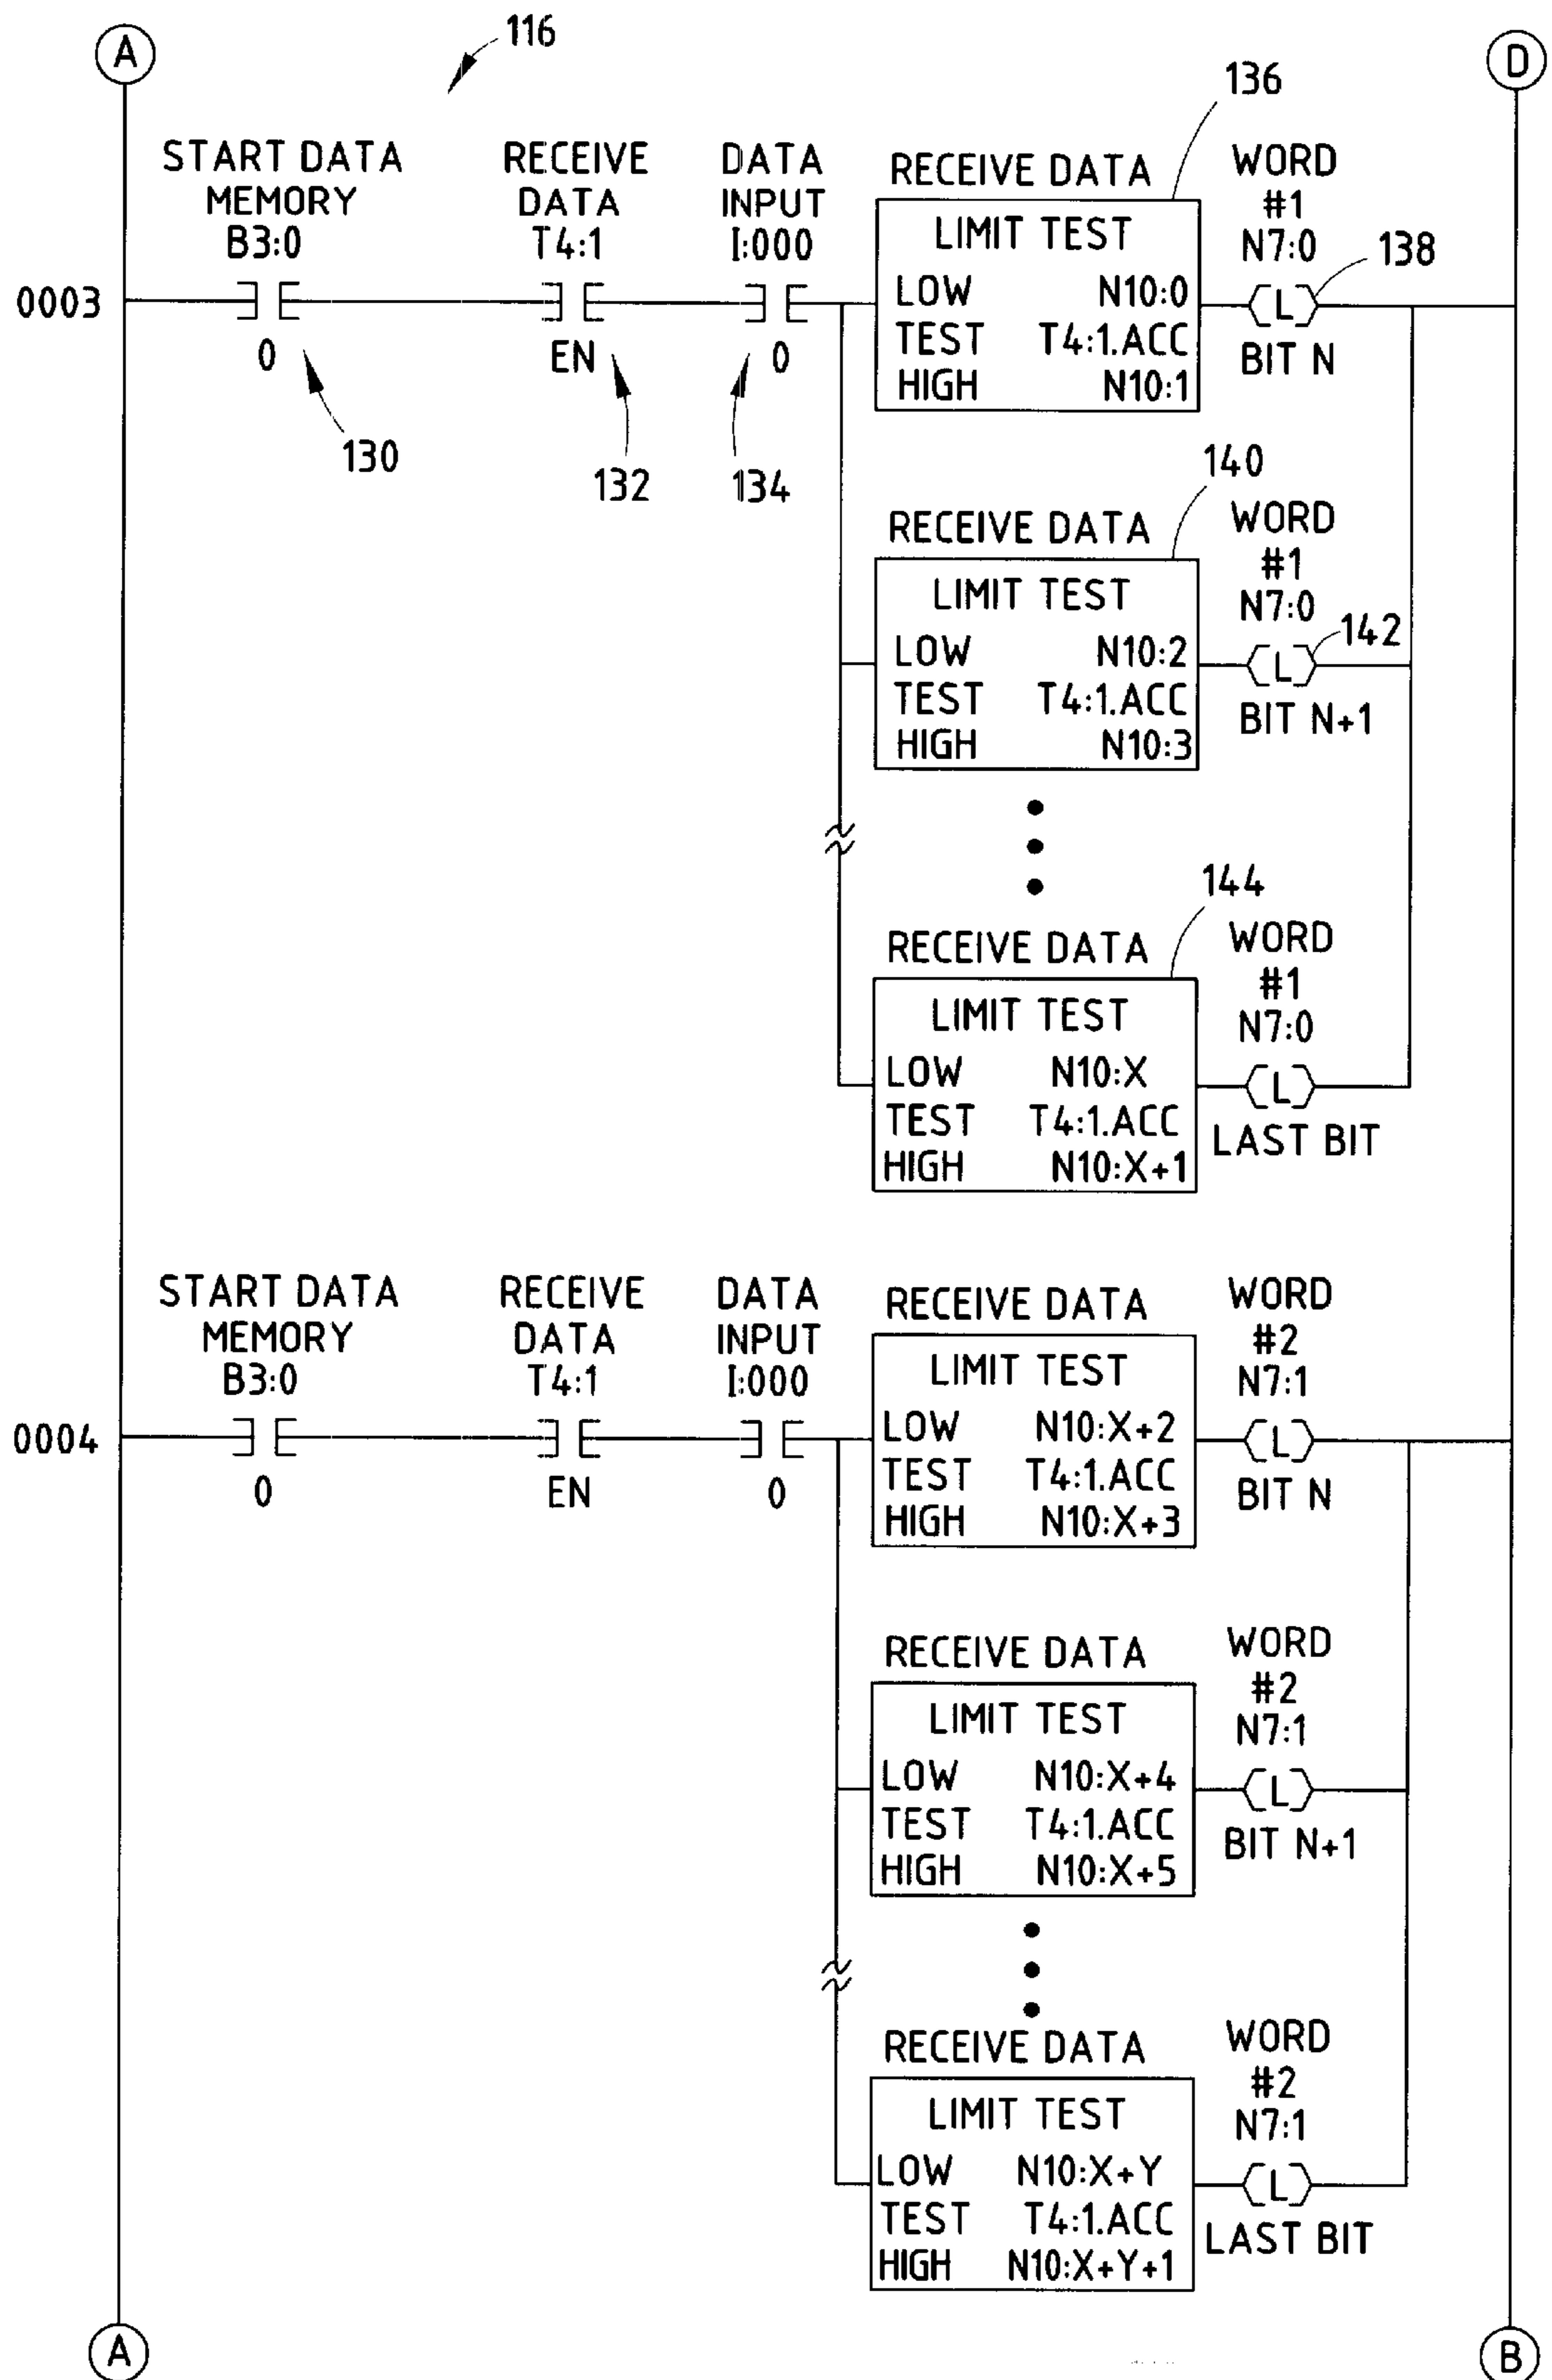 A
116
D
136
START DATA
MEMORY
B3:0
RECEIVE
DATA
T4:1
DATA
INPUT
I:000
RECEIVE DATA
WORD
#1
N7:0
138
0003
LIMIT TEST
LOW N10:0
TEST T4:1.ACC
HIGH N10:1
L
BIT N
0
EN
0
130
132
134
140
RECEIVE DATA
WORD
#1
N7:0
142
LIMIT TEST
LOW N10:2
TEST T4:1.ACC
HIGH N10:3
L
BIT N+1
144
RECEIVE DATA
WORD
#1
N7:0
LIMIT TEST
LOW N10:X
TEST T4:1.ACC
HIGH N10:X+1
L
LAST BIT
START DATA
MEMORY
B3:0
RECEIVE
DATA
T4:1
DATA
INPUT
I:000
RECEIVE DATA
WORD
#2
N7:1
0004
LIMIT TEST
LOW N10:X+2
TEST T4:1.ACC
HIGH N10:X+3
L
BIT N
0
EN
0
RECEIVE DATA
WORD
#2
N7:1
LIMIT TEST
LOW N10:X+4
TEST T4:1.ACC
HIGH N10:X+5
L
BIT N+1
RECEIVE DATA
WORD
#2
N7:1
LIMIT TEST
LOW N10:X+Y
TEST T4:1.ACC
HIGH N10:X+Y+1
L
LAST BIT
A
B